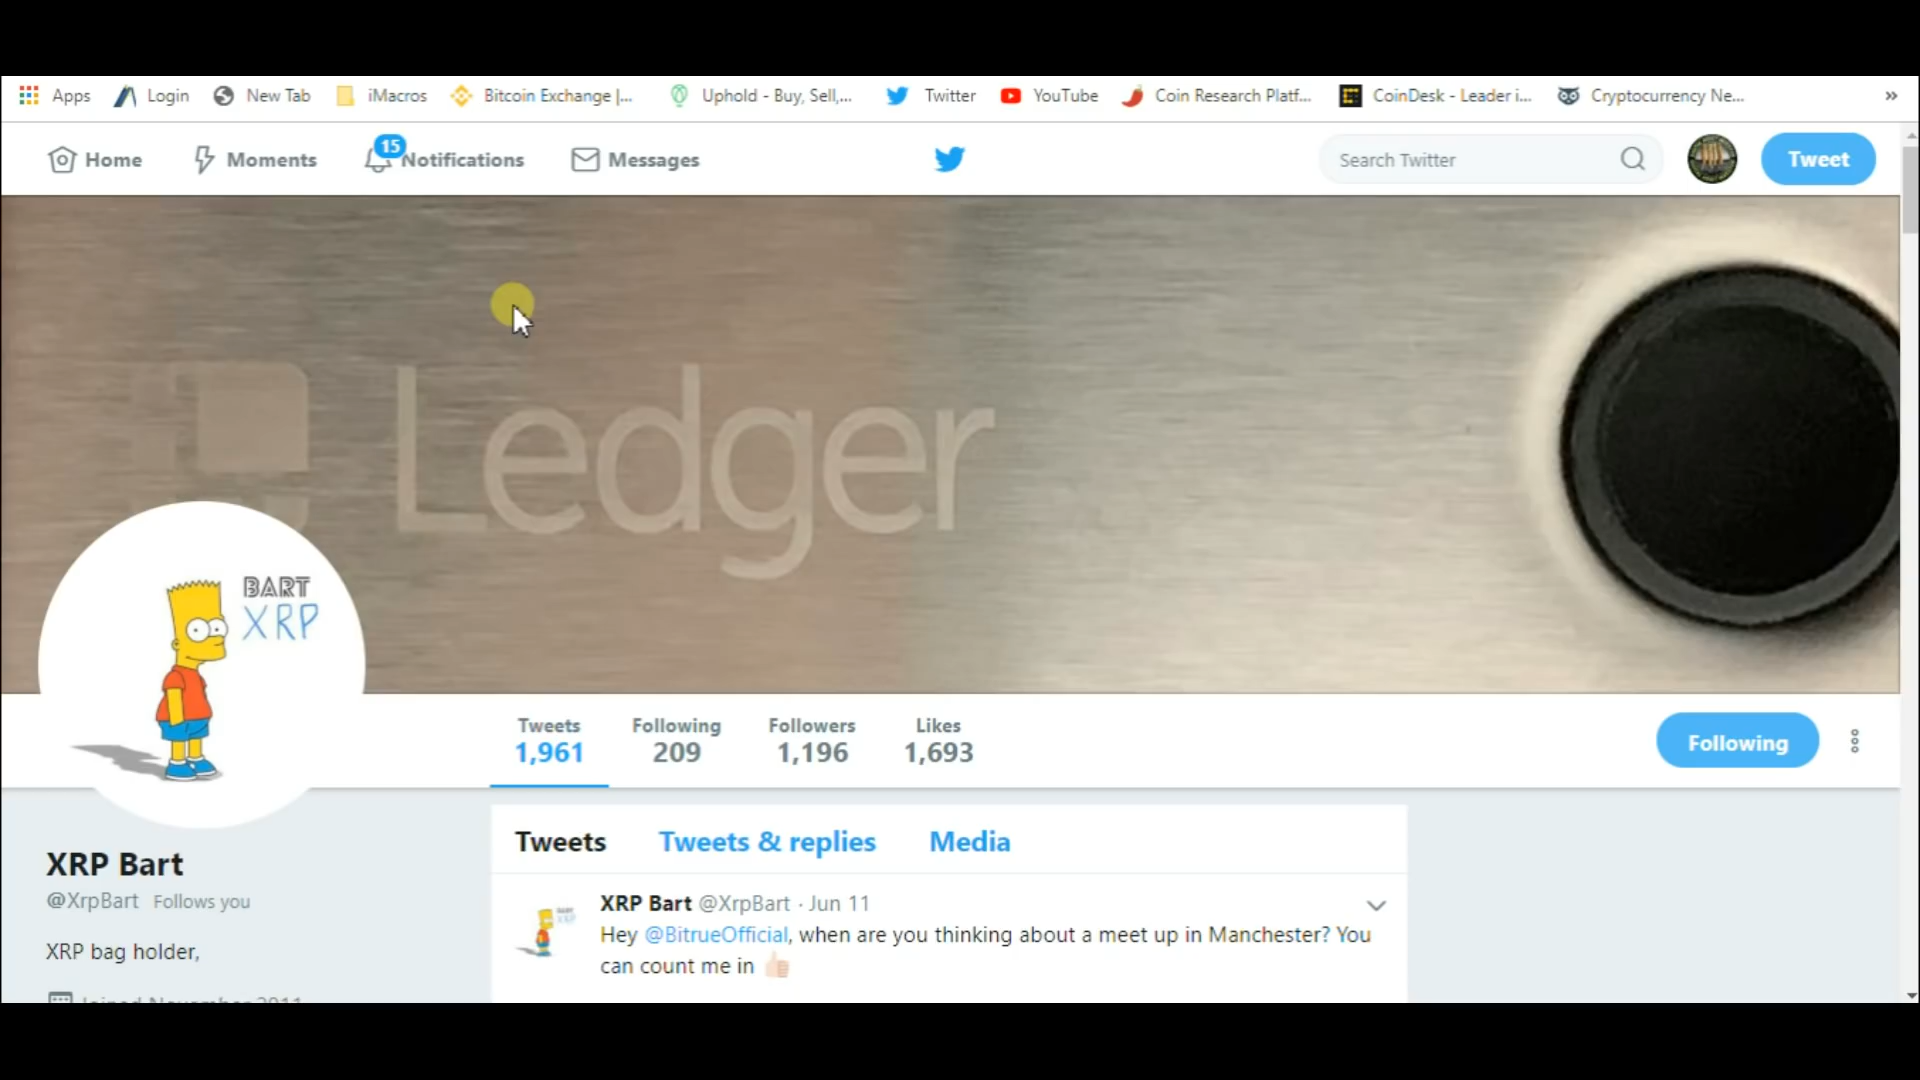 Apps Login New Tab iMacros Bitcoin Exchange |... Uphold - Buy, Sell,... Twitter YouTube Coin Research Platf... CoinDesk - Leader i... Cryptocurrency Ne... »
Home Moments 15 Notifications Messages Search Twitter Tweet
Ledger
BART
XRP
Tweets Following Followers Likes
1,961 209 1,196 1,693
Following
Tweets Tweets & replies Media
XRP Bart
@XrpBart Follows you
XRP bag holder,
Joined November 2011
XRP Bart @XrpBart · Jun 11
Hey @BitrueOfficial, when are you thinking about a meet up in Manchester? You
can count me in